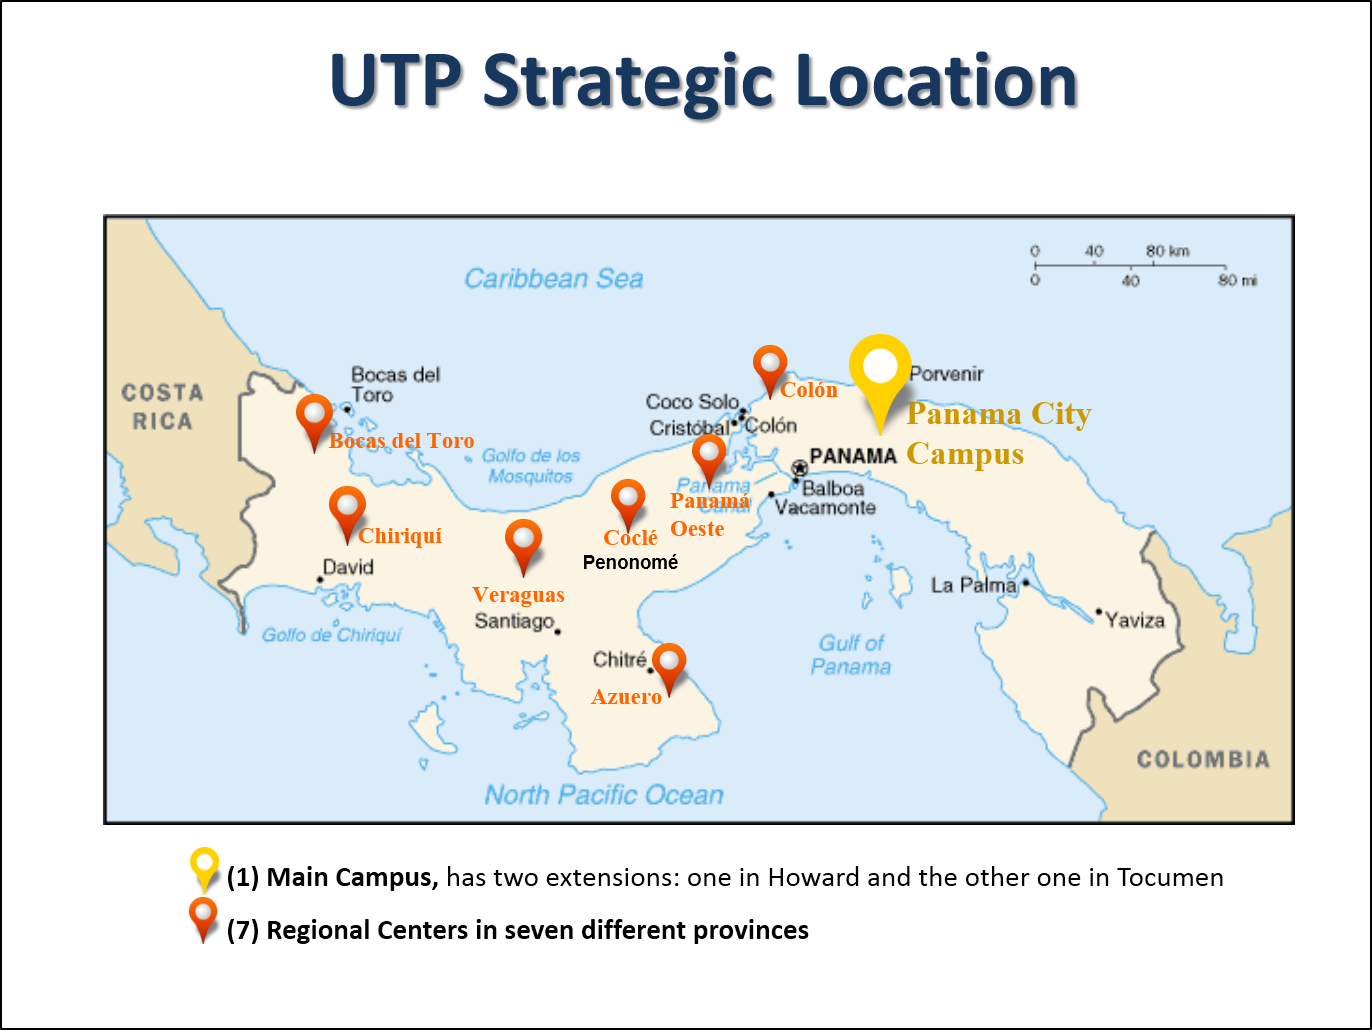 UTP Strategic Location
Caribbean Sea
0 40 80 km
0 40 80 mi
COSTA
RICA
Bocas del
Toro
Bocas del Toro
Golfo de los
Mosquitos
Coco Solo
Cristóbal
Colón
Colón
Porvenir
Panama City
Campus
PANAMA
Balboa
Vacamonte
Panama
Canal
Panamá
Oeste
Chiriquí
David
Golfo de Chiriquí
Veraguas
Santiago
Coclé
Penonomé
Chitré
Azuero
La Palma
Yaviza
Gulf of
Panama
COLOMBIA
North Pacific Ocean
(1) Main Campus, has two extensions: one in Howard and the other one in Tocumen
(7) Regional Centers in seven different provinces